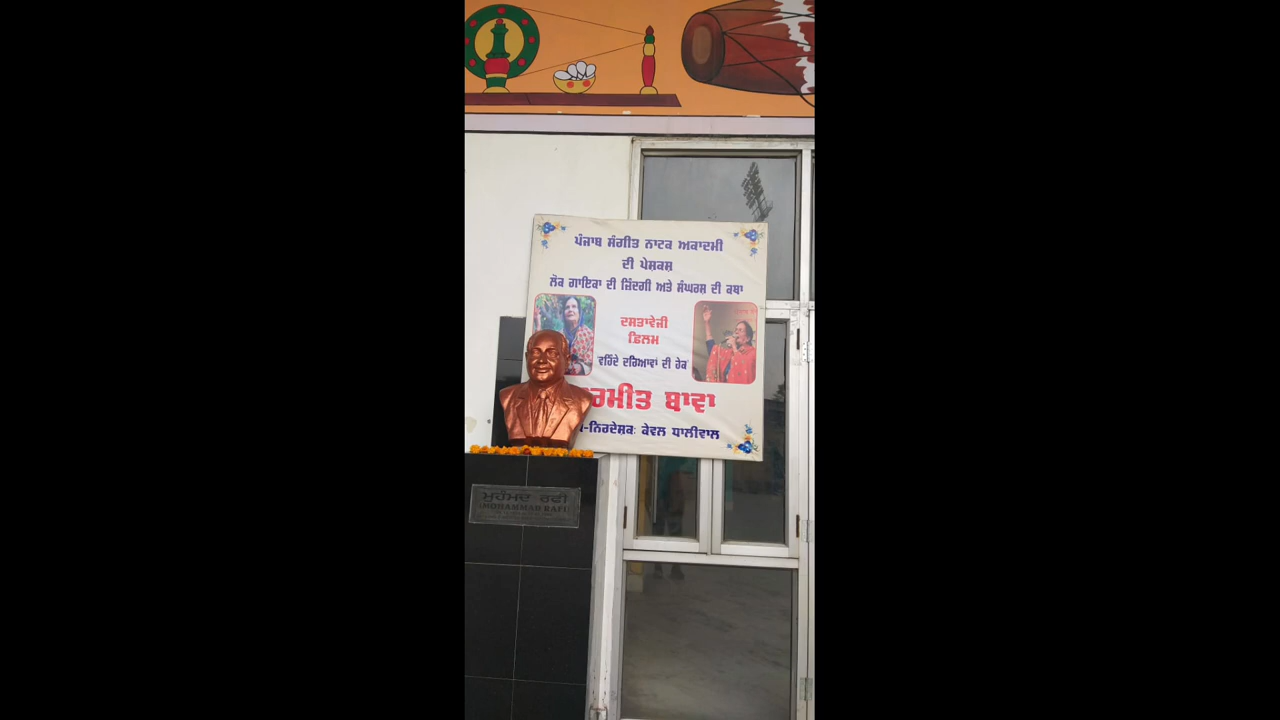 ਪੰਜਾਬ ਸੰਗੀਤ ਨਾਟਕ ਅਕਾਦਮੀ
ਦੀ ਪੇਸ਼ਕਸ਼
ਲੋਕ ਗਾਇਕਾ ਦੀ ਜ਼ਿੰਦਗੀ ਅਤੇ ਸੰਘਰਸ਼ ਦੀ ਕਥਾ
ਦਸਤਾਵੇਜ਼ੀ
ਫ਼ਿਲਮ
ਵਹਿੰਦੇ ਦਰਿਆਵਾਂ ਦੀ ਹੇਕ
ਰਮੀਤ ਬਾਵਾ
-ਨਿਰਦੇਸ਼ਕ: ਕੇਵਲ ਧਾਲੀਵਾਲ
ਮੁਹੰਮਦ ਰਫੀ
(MOHAMMAD RAFI)